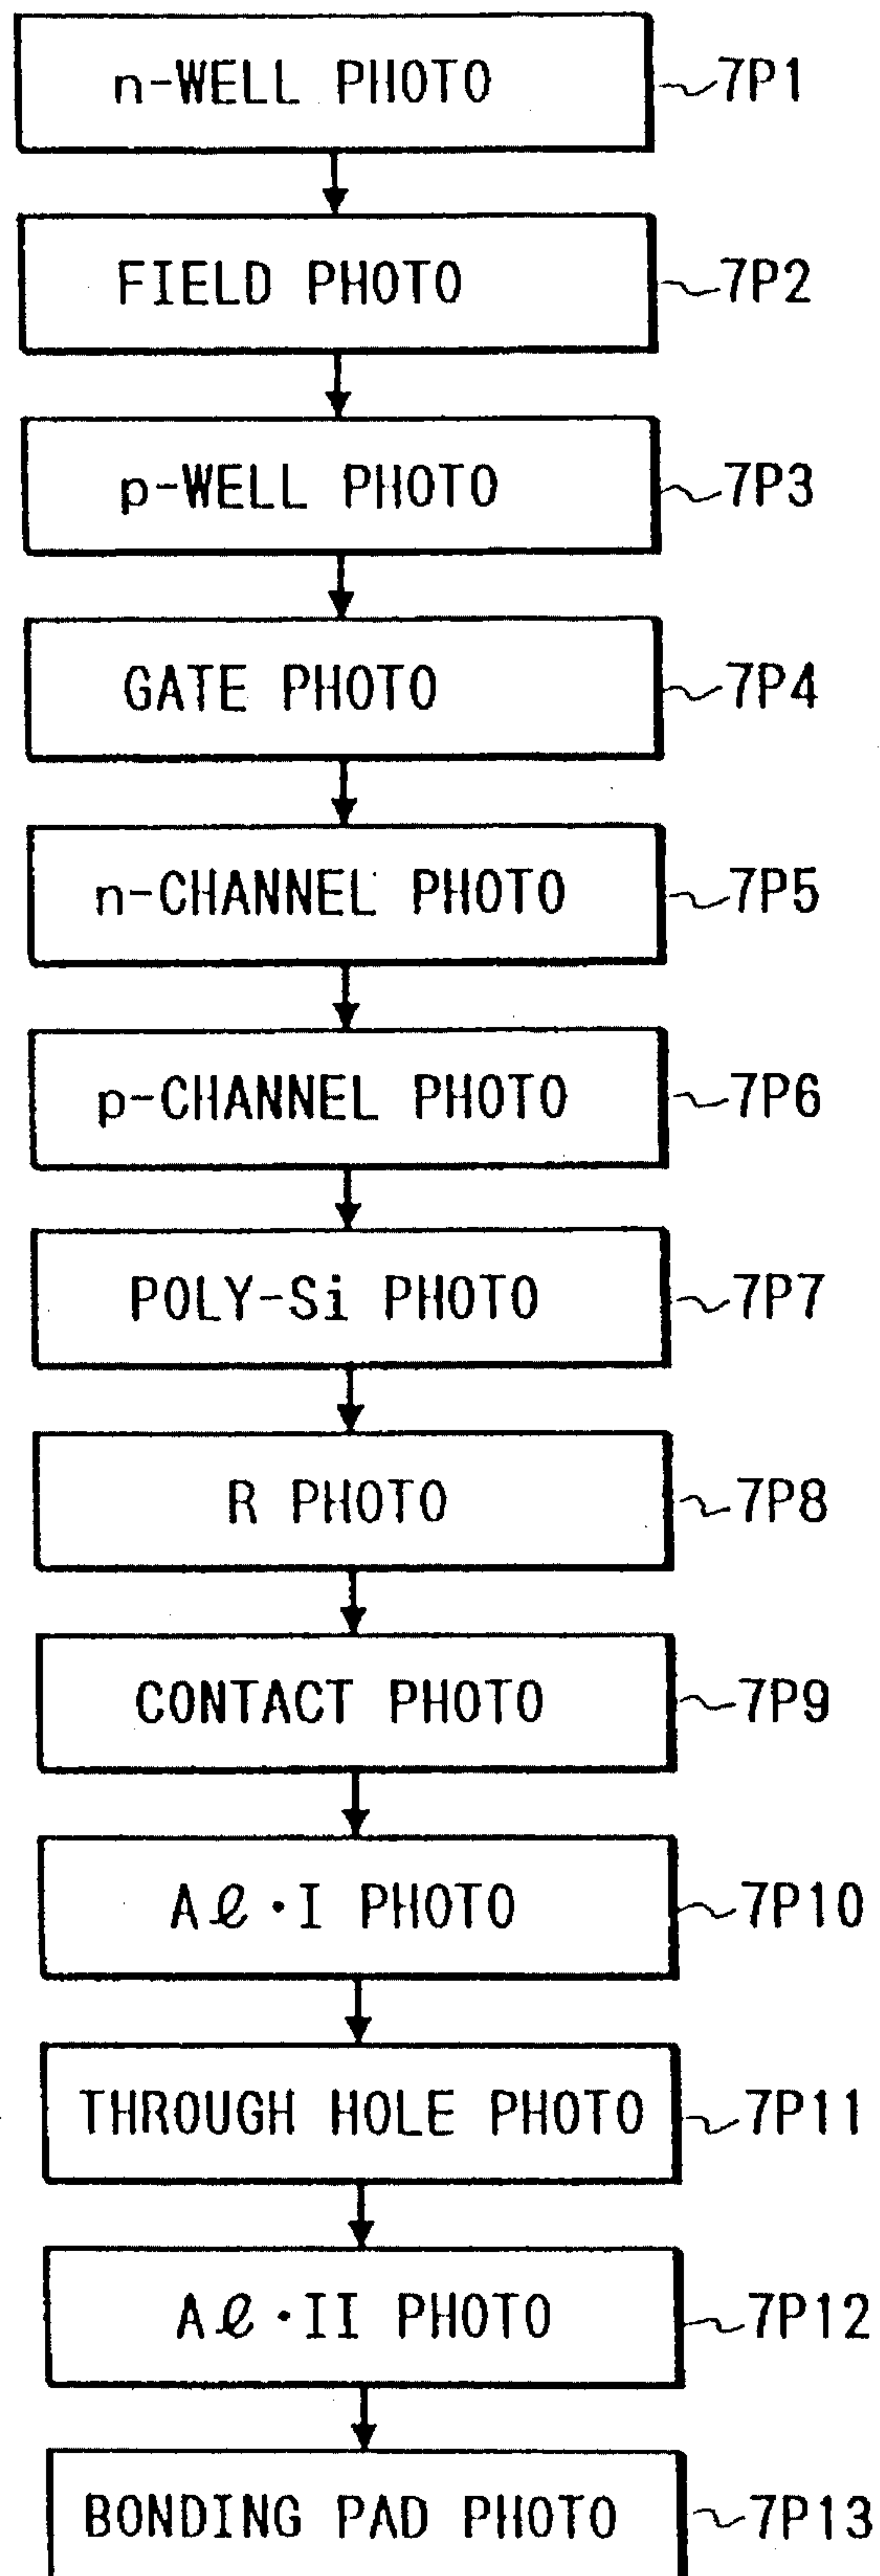 n-WELL PHOTO 7P1
FIELD PHOTO 7P2
p-WELL PHOTO 7P3
GATE PHOTO 7P4
n-CHANNEL PHOTO 7P5
p-CHANNEL PHOTO 7P6
POLY-Si PHOTO 7P7
R PHOTO 7P8
CONTACT PHOTO 7P9
Aℓ·I PHOTO 7P10
THROUGH HOLE PHOTO 7P11
Aℓ·II PHOTO 7P12
BONDING PAD PHOTO 7P13